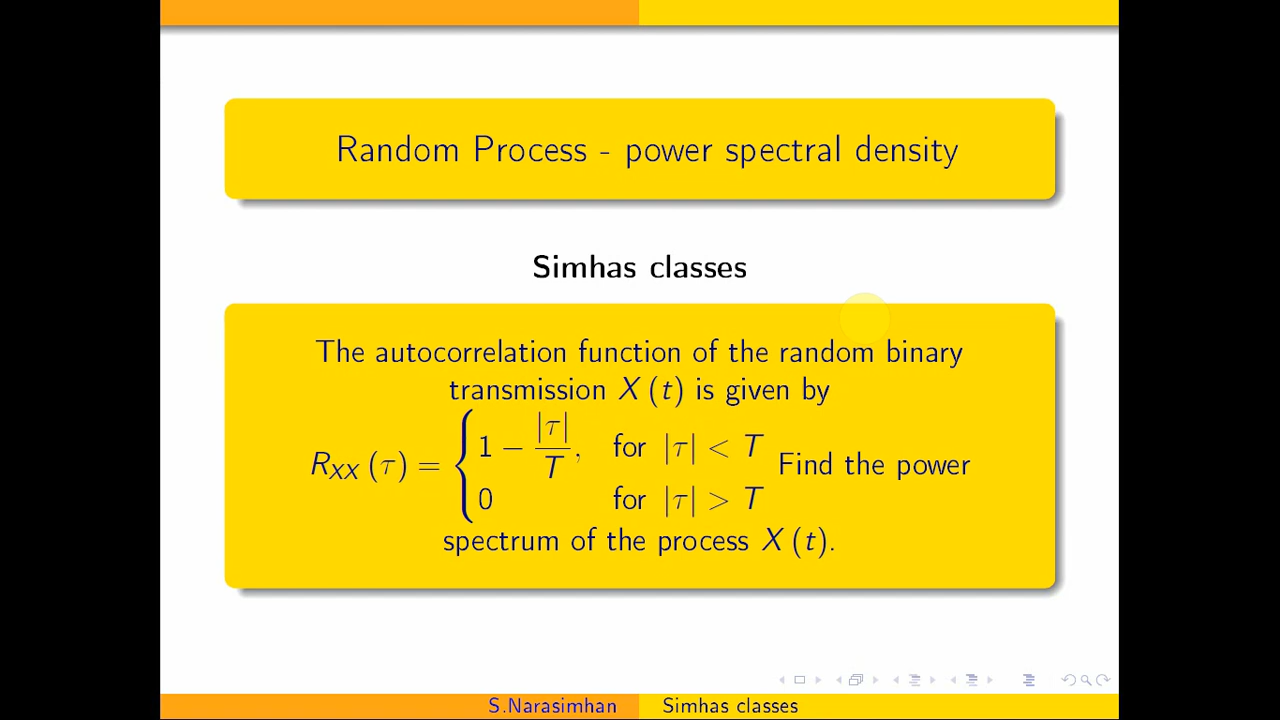 Random Process - power spectral density
Simhas classes
The autocorrelation function of the random binary
transmission X (t) is given by
R_XX (τ) = { 1 − |τ|/T, for |τ| < T
0 for |τ| > T Find the power
spectrum of the process X (t).
S.Narasimhan Simhas classes